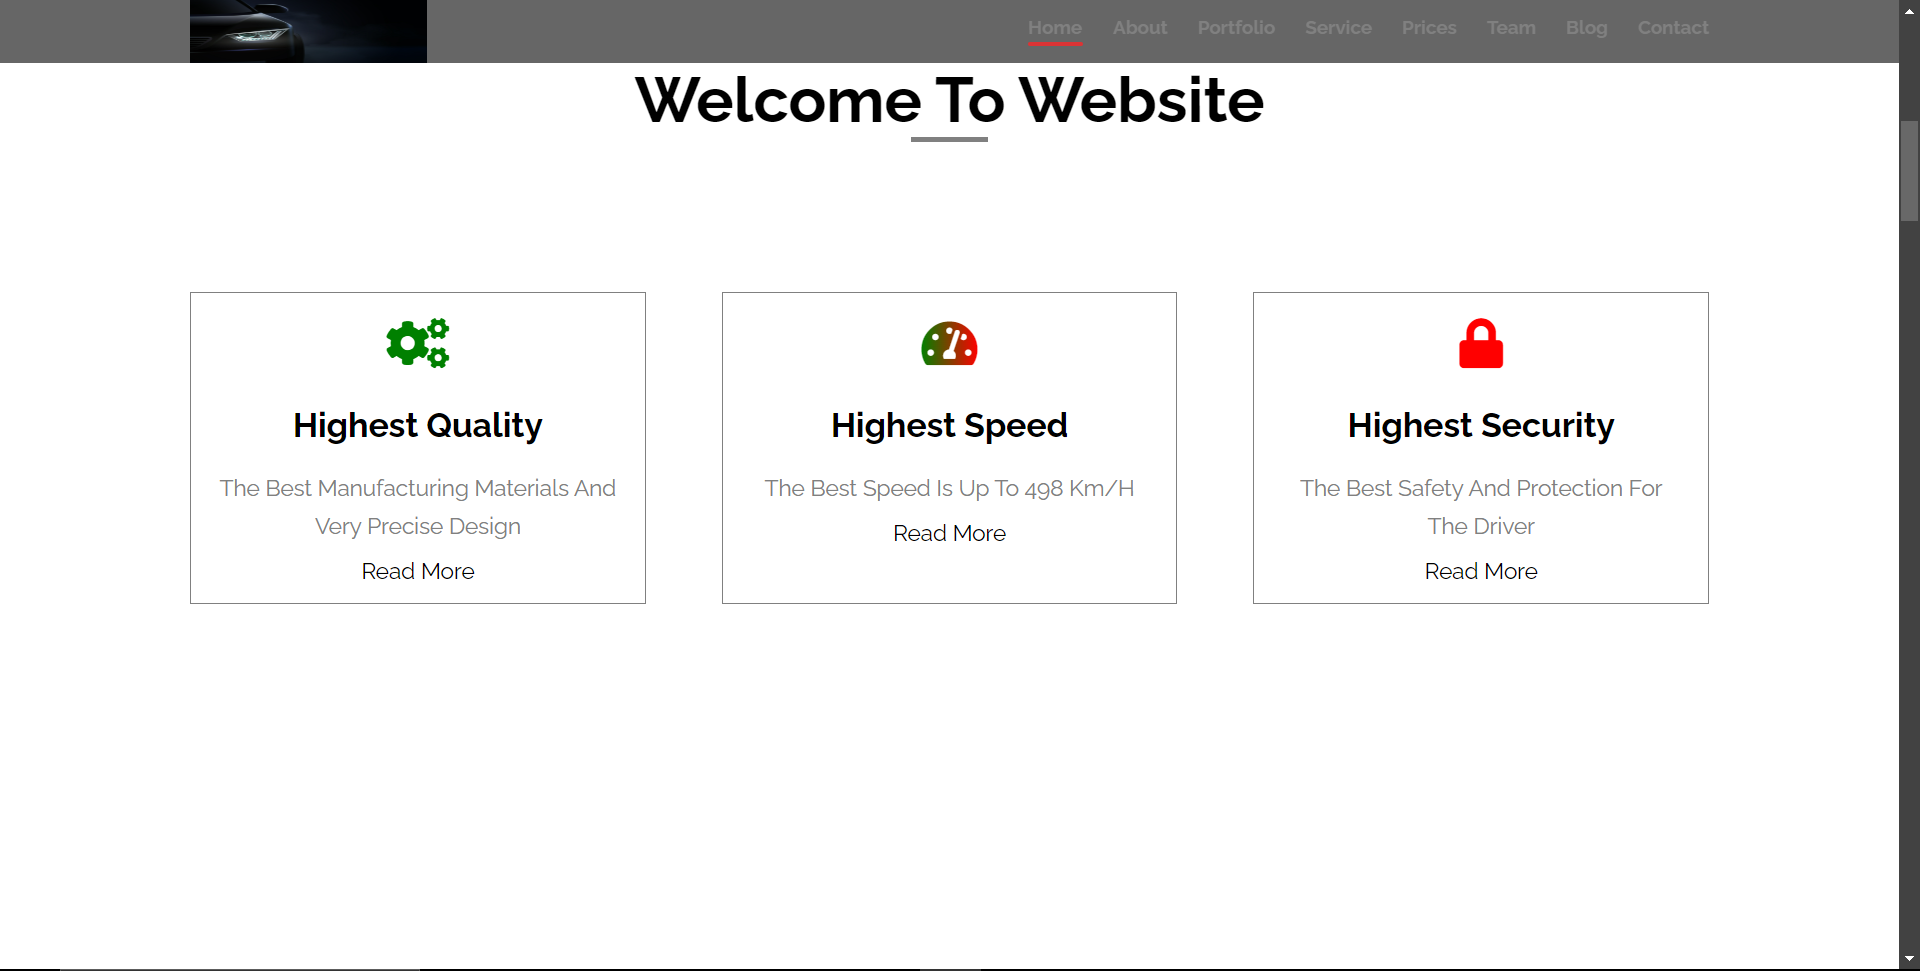 Home About Portfolio Service Prices Team Blog Contact
Welcome To Website
Highest Quality
The Best Manufacturing Materials And
Very Precise Design
Read More
Highest Speed
The Best Speed Is Up To 498 Km/H
Read More
Highest Security
The Best Safety And Protection For
The Driver
Read More